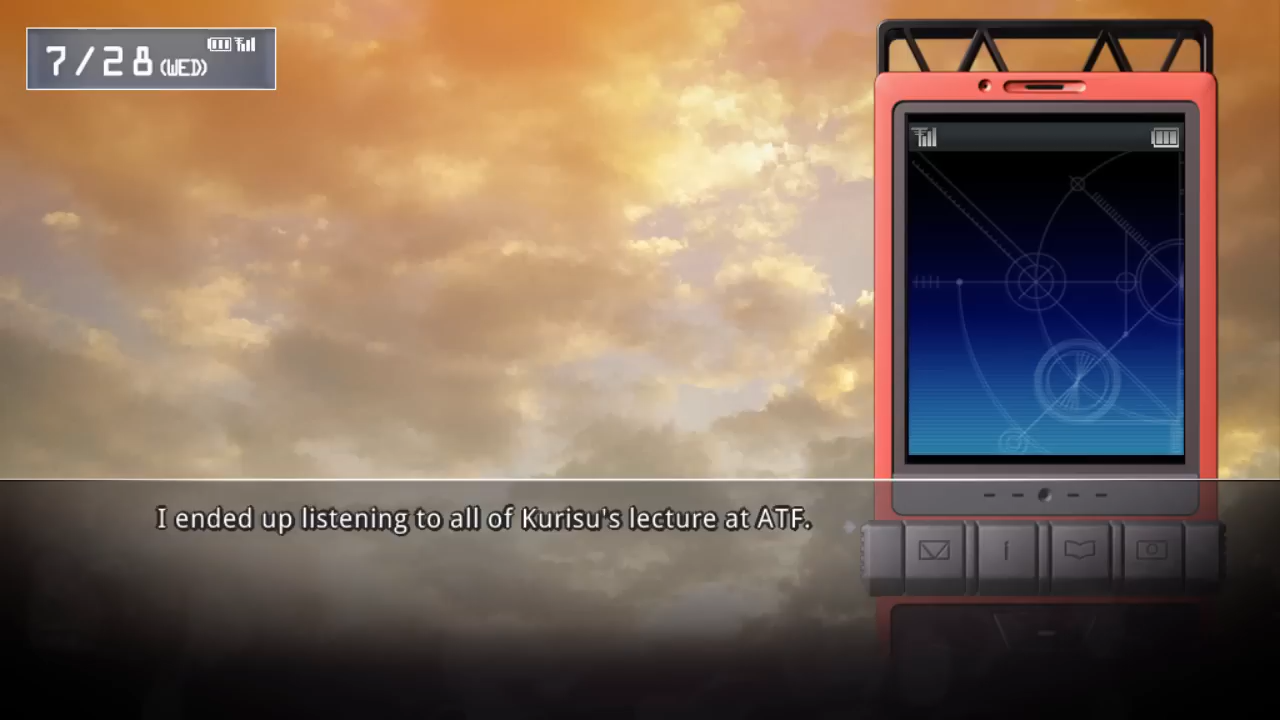 7/28(WED)
I ended up listening to all of Kurisu's lecture at ATF.